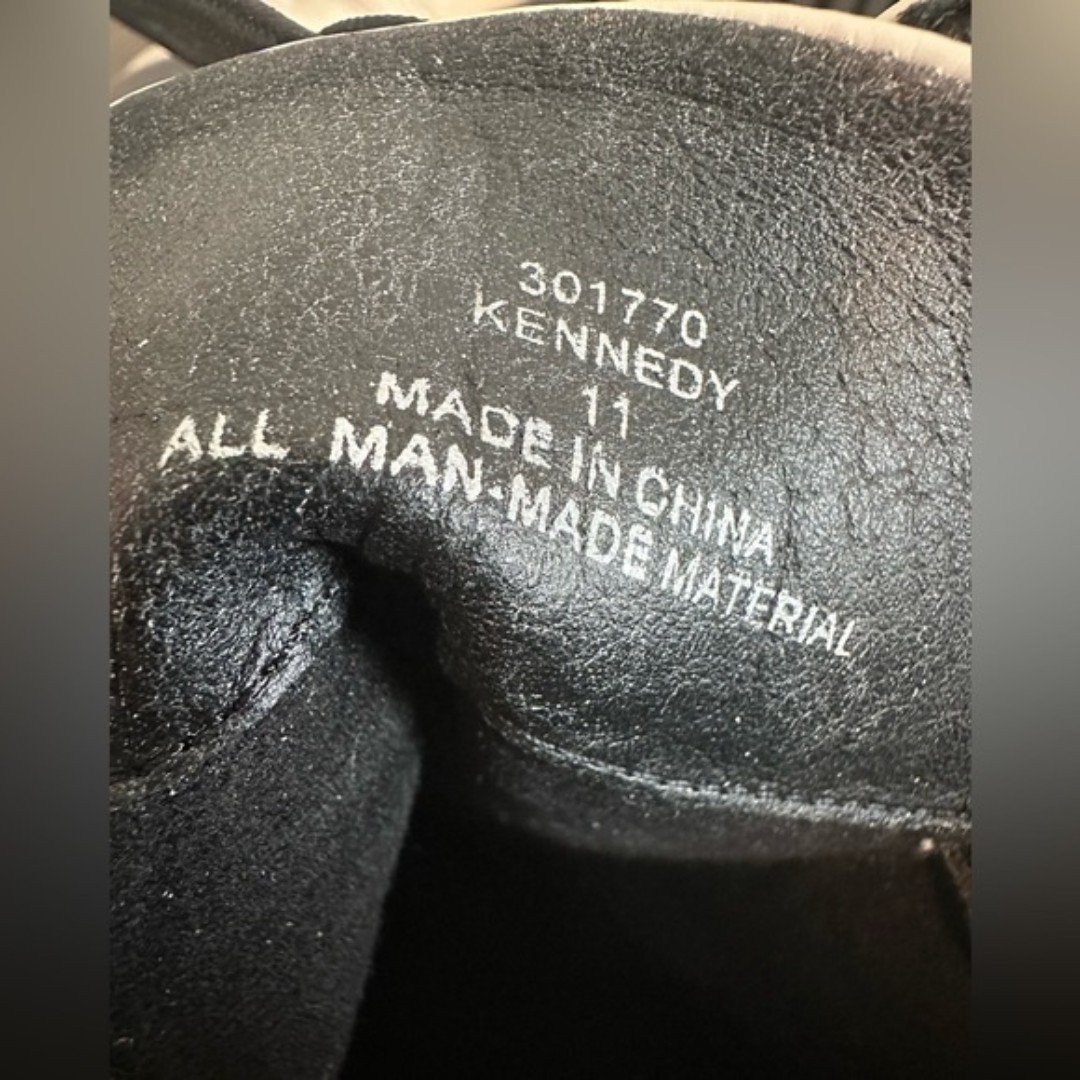 301770
KENNEDY
11
MADE IN CHINA
ALL MAN-MADE MATERIAL